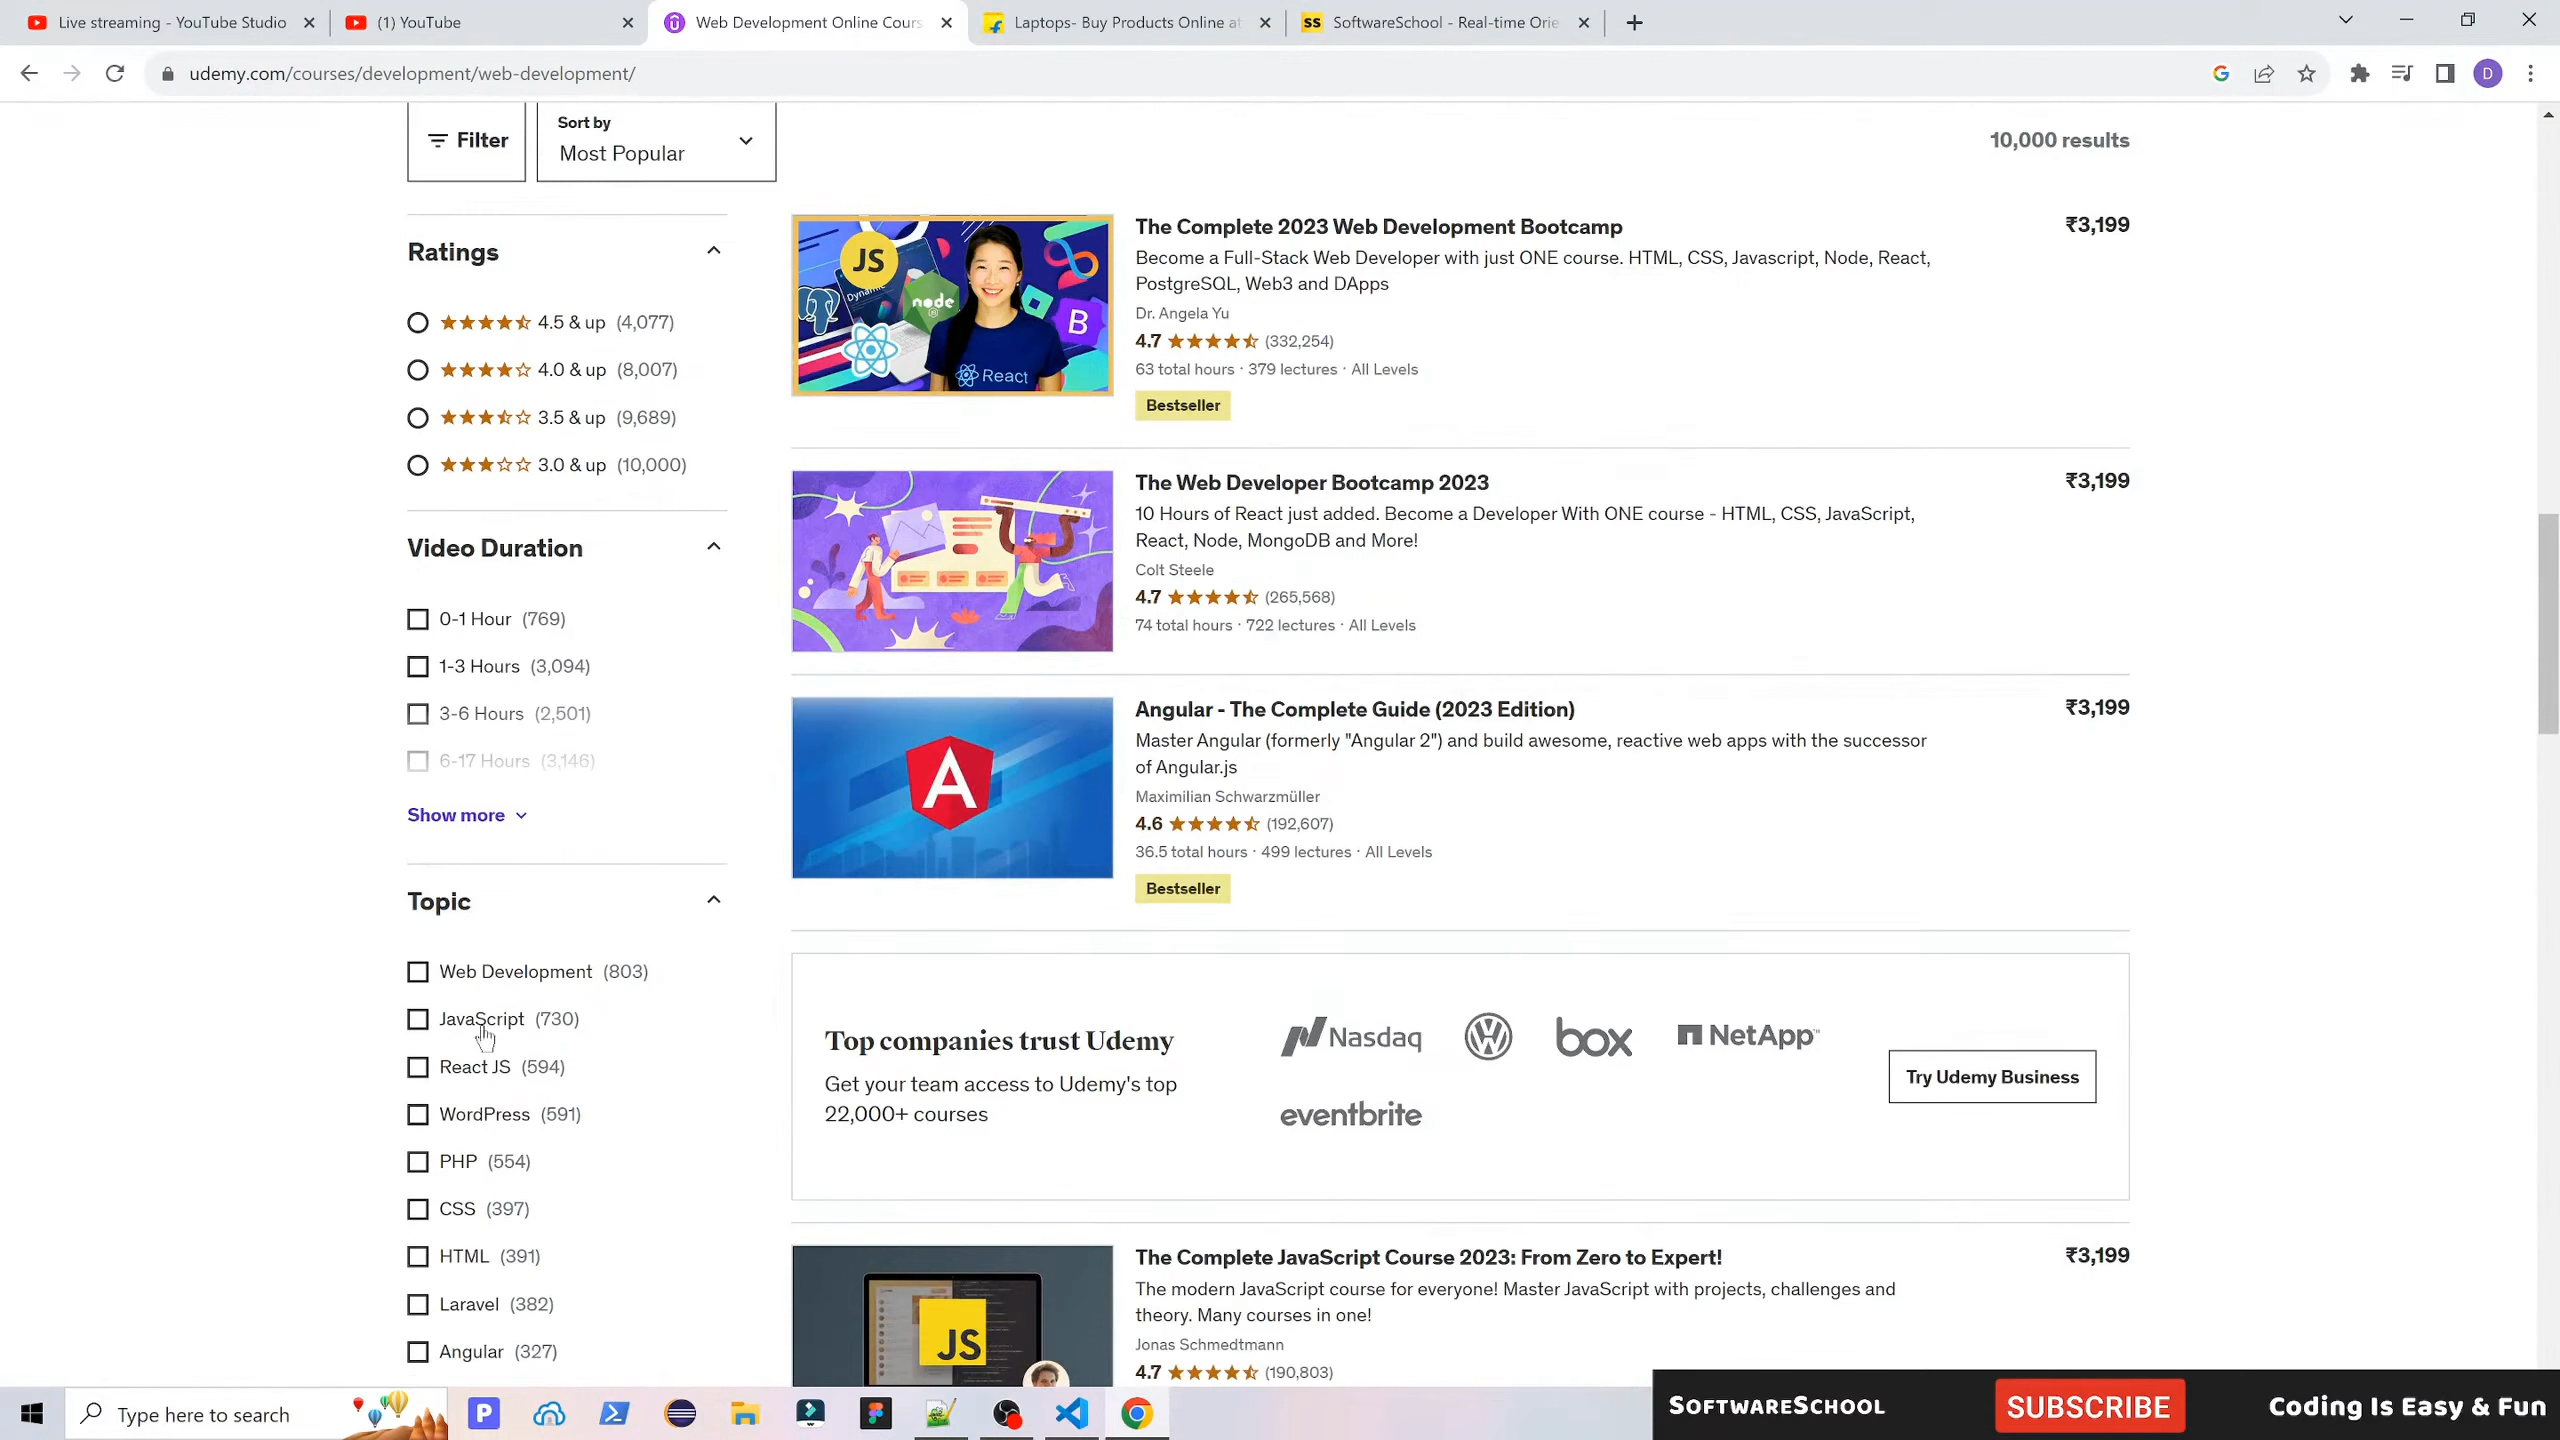 Live streaming - YouTube Studio
(1) YouTube
Web Development Online Cours
Laptops- Buy Products Online at
SS SoftwareSchool - Real-time Orie
udemy.com/courses/development/web-development/
D
Filter
Sort by
Most Popular
10,000 results
Ratings
4.5 & up (4,077)
4.0 & up (8,007)
3.5 & up (9,689)
3.0 & up (10,000)
Video Duration
0-1 Hour (769)
1-3 Hours (3,094)
3-6 Hours (2,501)
6-17 Hours (3,146)
Show more
Topic
Web Development (803)
JavaScript (730)
React JS (594)
WordPress (591)
PHP (554)
CSS (397)
HTML (391)
Laravel (382)
Angular (327)
JS
node
B
React
The Complete 2023 Web Development Bootcamp
₹3,199
Become a Full-Stack Web Developer with just ONE course. HTML, CSS, Javascript, Node, React,
PostgreSQL, Web3 and DApps
Dr. Angela Yu
4.7 (332,254)
63 total hours · 379 lectures · All Levels
Bestseller
The Web Developer Bootcamp 2023
₹3,199
10 Hours of React just added. Become a Developer With ONE course - HTML, CSS, JavaScript,
React, Node, MongoDB and More!
Colt Steele
4.7 (265,568)
74 total hours · 722 lectures · All Levels
A
Angular - The Complete Guide (2023 Edition)
₹3,199
Master Angular (formerly "Angular 2") and build awesome, reactive web apps with the successor
of Angular.js
Maximilian Schwarzmüller
4.6 (192,607)
36.5 total hours · 499 lectures · All Levels
Bestseller
Top companies trust Udemy
Get your team access to Udemy's top
22,000+ courses
Nasdaq
box
NetApp
eventbrite
Try Udemy Business
JS
The Complete JavaScript Course 2023: From Zero to Expert!
₹3,199
The modern JavaScript course for everyone! Master JavaScript with projects, challenges and
theory. Many courses in one!
Jonas Schmedtmann
4.7 (190,803)
Type here to search
P
SOFTWARESCHOOL
SUBSCRIBE
Coding Is Easy & Fun